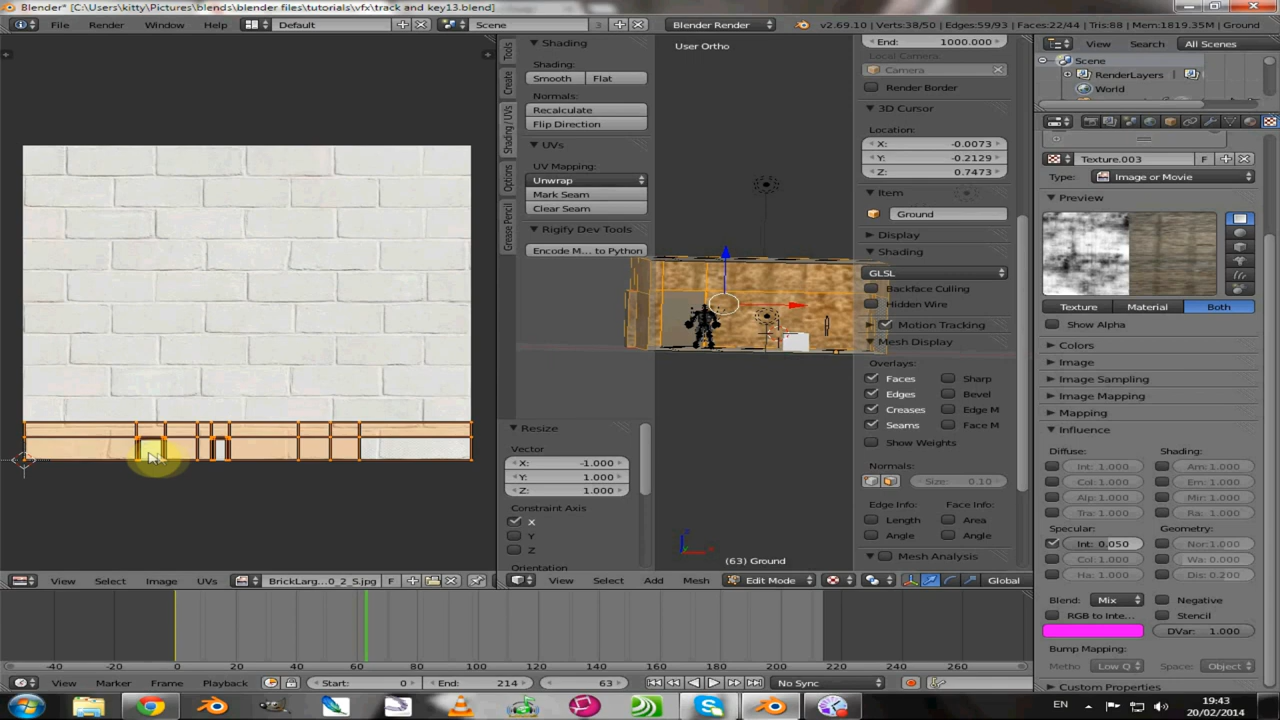 Blender* [C:\Users\kitty\Pictures\blends\blender files\tutorials\vfx\track and key13.blend]
File Render Window Help Default Scene 3 Blender Render v2.69.10 | Verts:38/50 | Edges:59/93 | Faces:22/44 | Tris:88 | Mem:1819.35M | Ground
Tools
Create
Shading / UVs
Options
Grease Pencil
Shading
Shading:
Smooth Flat
Normals:
Recalculate
Flip Direction
UVs
UV Mapping:
Unwrap
Mark Seam
Clear Seam
Rigify Dev Tools
Encode M... to Python
Resize
Vector
X: -1.000
Y: 1.000
Z: 1.000
Constraint Axis
X
Y
Z
Orientation
User Ortho
(63) Ground
End: 1000.000
Local Camera:
Camera
Render Border
3D Cursor
Location:
X: -0.0073
Y: -0.2129
Z: 0.7473
Item
Ground
Display
Shading
GLSL
Backface Culling
Hidden Wire
Motion Tracking
Mesh Display
Overlays:
Faces Sharp
Edges Bevel
Creases Edge M
Seams Face M
Show Weights
Normals:
Size: 0.10
Edge Info: Face Info:
Length Area
Angle Angle
Mesh Analysis
View Search All Scenes
Scene
RenderLayers
World
Texture.003 F
Type: Image or Movie
Preview
Texture Material Both
Show Alpha
Colors
Image
Image Sampling
Image Mapping
Mapping
Influence
Diffuse: Shading:
Int: 1.000 Am: 1.000
Col: 1.000 Em: 1.000
Alp: 1.000 Mir: 1.000
Tra: 1.000 Ra: 1.000
Specular: Geometry:
Int: 0.050 Nor: 1.000
Col: 1.000 Wa: 0.000
Ha: 1.000 Dis: 0.200
Blend: Mix Negative
RGB to Inte... Stencil
DVar: 1.000
Bump Mapping:
Metho Low Q Space: Object
Custom Properties
View Select Image UVs BrickLarg...0_2_S.jpg F
View Select Add Mesh Edit Mode Global
-40 -20 0 20 40 60 80 100 120 140 160 180 200 220 240 260
View Marker Frame Playback Start: 0 End: 214 63 No Sync
EN 19:43
20/02/2014